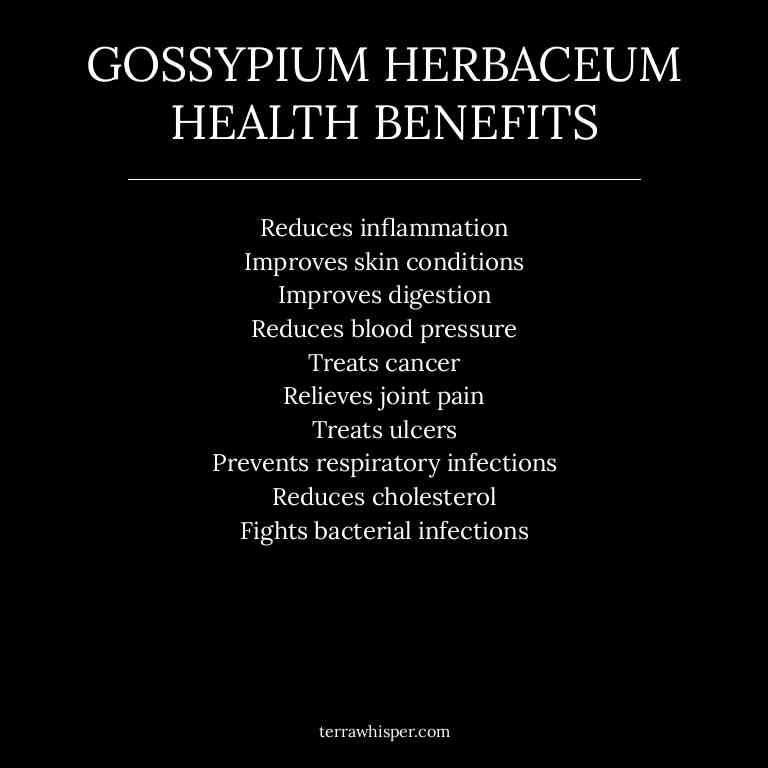 GOSSYPIUM HERBACEUM
HEALTH BENEFITS
Reduces inflammation
Improves skin conditions
Improves digestion
Reduces blood pressure
Treats cancer
Relieves joint pain
Treats ulcers
Prevents respiratory infections
Reduces cholesterol
Fights bacterial infections
terrawhisper.com